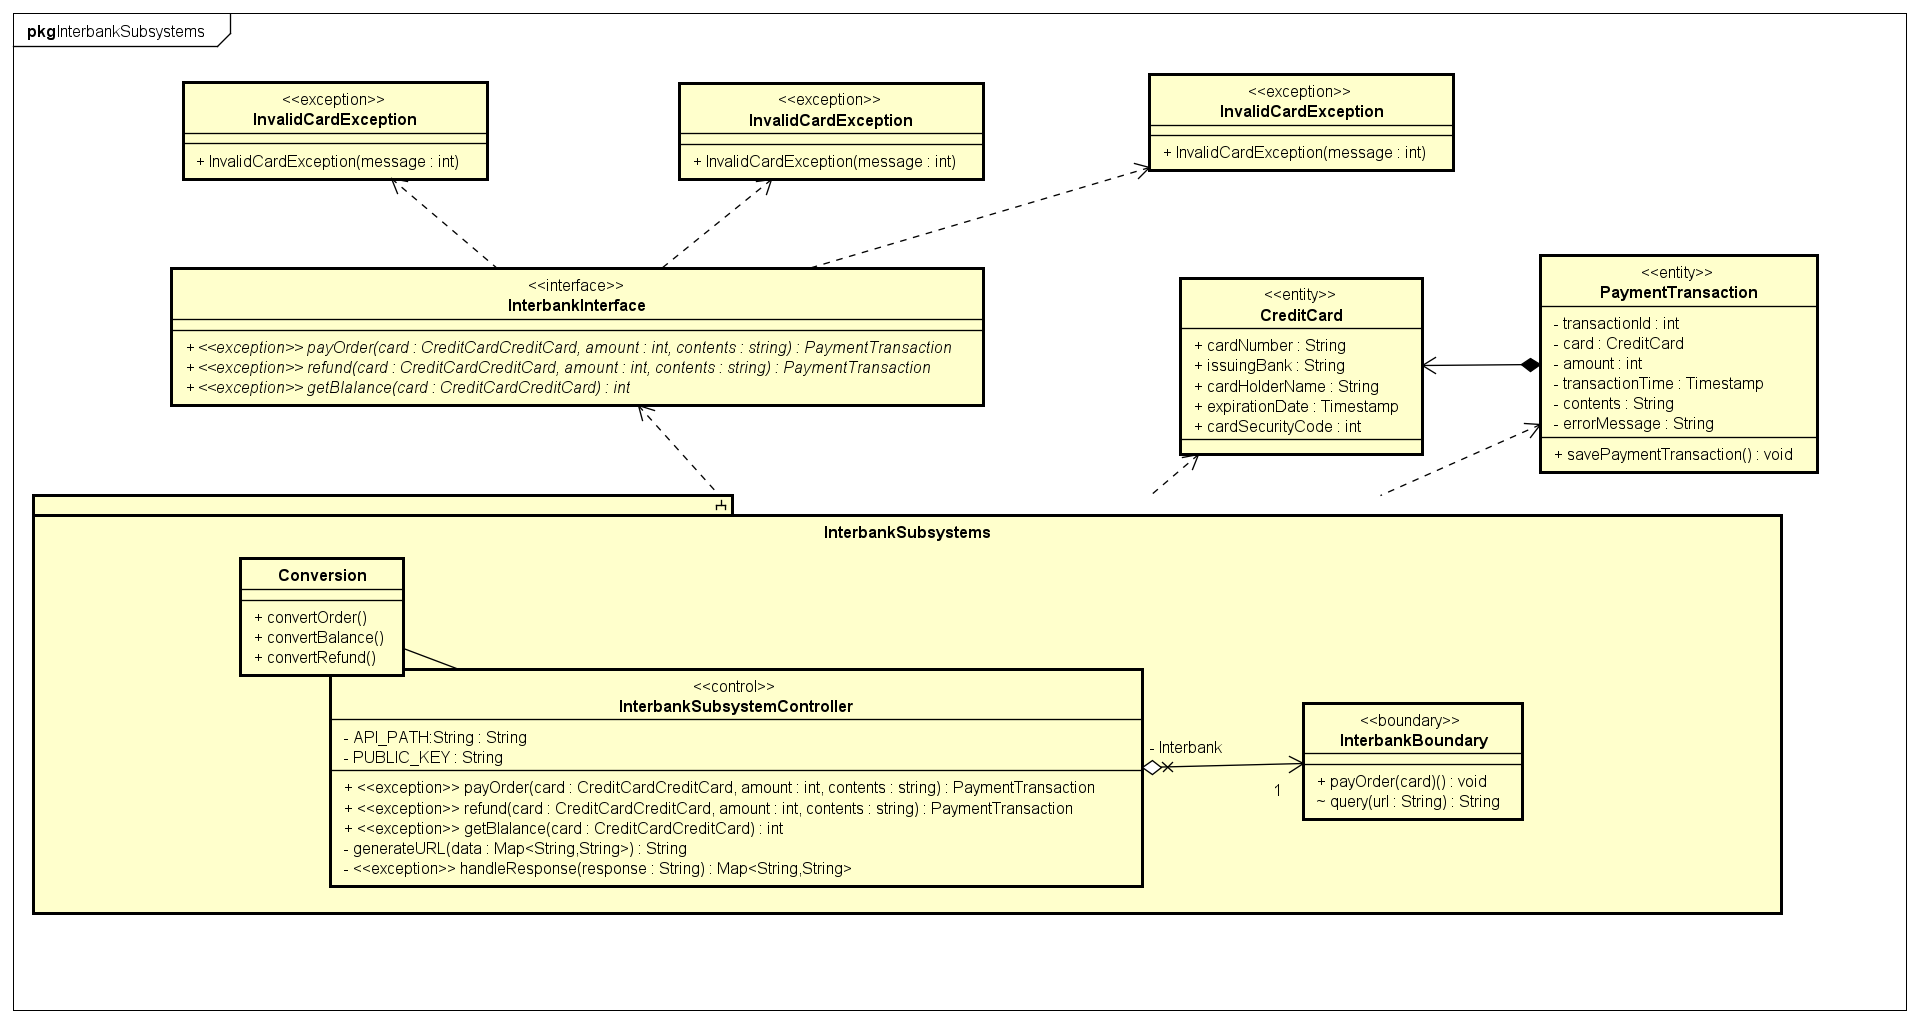 pkgInterbankSubsystems
<<exception>>
InvalidCardException
+ InvalidCardException(message : int)
<<exception>>
InvalidCardException
+ InvalidCardException(message : int)
<<exception>>
InvalidCardException
+ InvalidCardException(message : int)
<<interface>>
InterbankInterface
+ <<exception>> payOrder(card : CreditCardCreditCard, amount : int, contents : string) : PaymentTransaction
+ <<exception>> refund(card : CreditCardCreditCard, amount : int, contents : string) : PaymentTransaction
+ <<exception>> getBlalance(card : CreditCardCreditCard) : int
<<entity>>
CreditCard
+ cardNumber : String
+ issuingBank : String
+ cardHolderName : String
+ expirationDate : Timestamp
+ cardSecurityCode : int
<<entity>>
PaymentTransaction
- transactionId : int
- card : CreditCard
- amount : int
- transactionTime : Timestamp
- contents : String
- errorMessage : String
+ savePaymentTransaction() : void
InterbankSubsystems
Conversion
+ convertOrder()
+ convertBalance()
+ convertRefund()
<<control>>
InterbankSubsystemController
- API_PATH:String : String
- PUBLIC_KEY : String
+ <<exception>> payOrder(card : CreditCardCreditCard, amount : int, contents : string) : PaymentTransaction
+ <<exception>> refund(card : CreditCardCreditCard, amount : int, contents : string) : PaymentTransaction
+ <<exception>> getBlalance(card : CreditCardCreditCard) : int
- generateURL(data : Map<String,String>) : String
- <<exception>> handleResponse(response : String) : Map<String,String>
- Interbank
1
<<boundary>>
InterbankBoundary
+ payOrder(card)() : void
~ query(url : String) : String